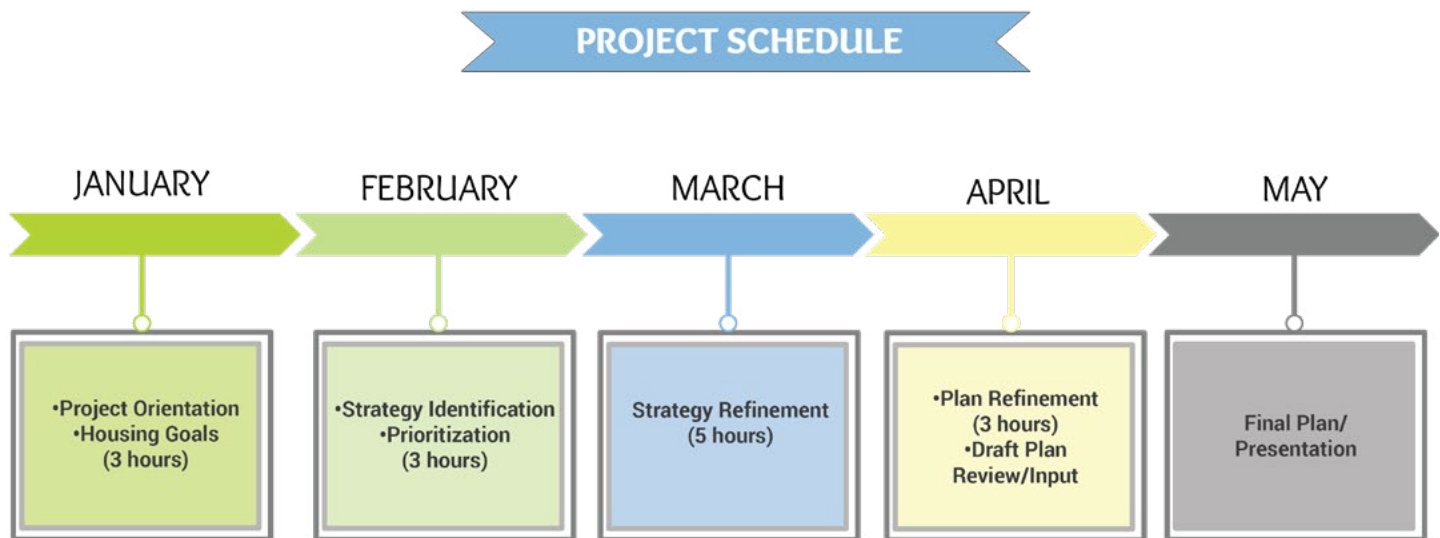 PROJECT SCHEDULE
JANUARY
FEBRUARY
MARCH
APRIL
MAY
•Project Orientation
•Housing Goals
(3 hours)
•Strategy Identification
•Prioritization
(3 hours)
Strategy Refinement
(5 hours)
•Plan Refinement
(3 hours)
•Draft Plan
Review/Input
Final Plan/
Presentation